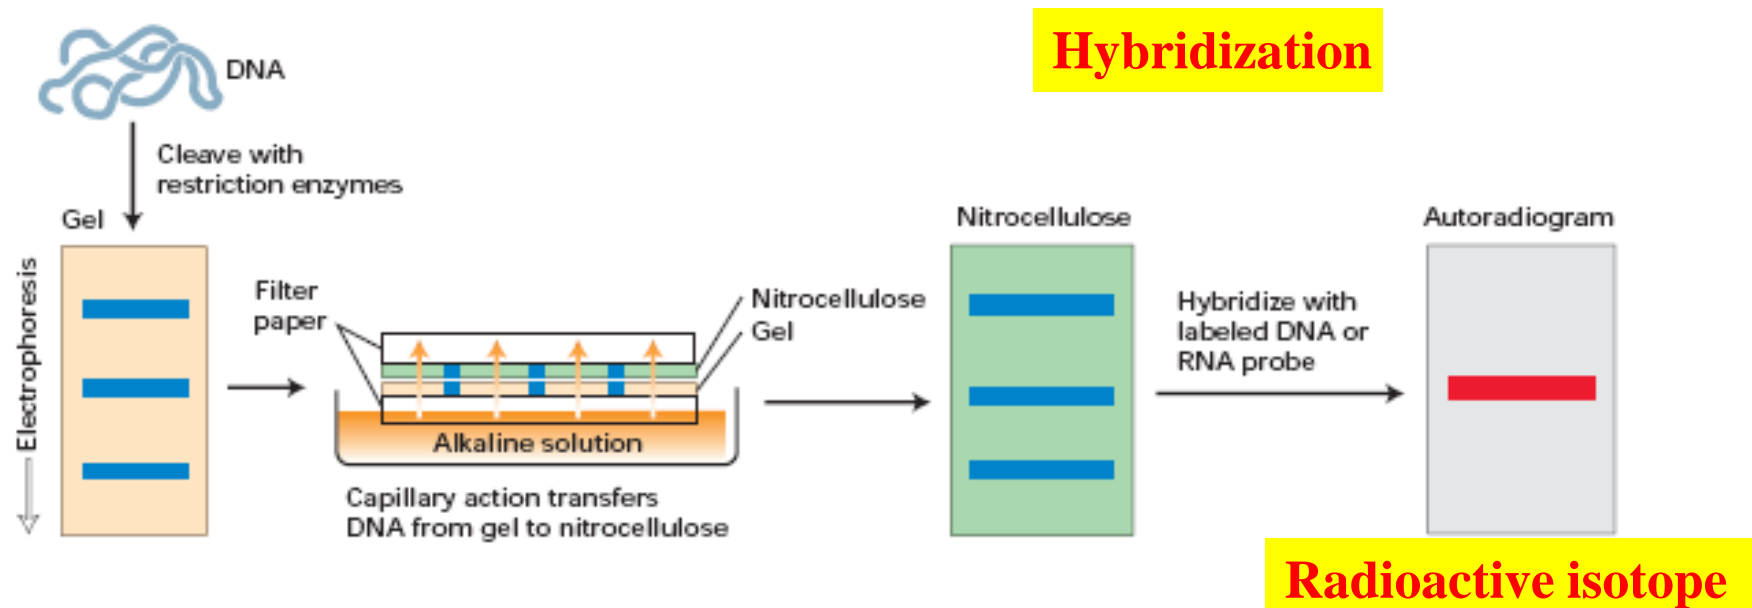 Hybridization
DNA
Cleave with
restriction enzymes
Gel
Electrophoresis
Filter
paper
Nitrocellulose
Gel
Alkaline solution
Capillary action transfers
DNA from gel to nitrocellulose
Nitrocellulose
Hybridize with
labeled DNA or
RNA probe
Autoradiogram
Radioactive isotope